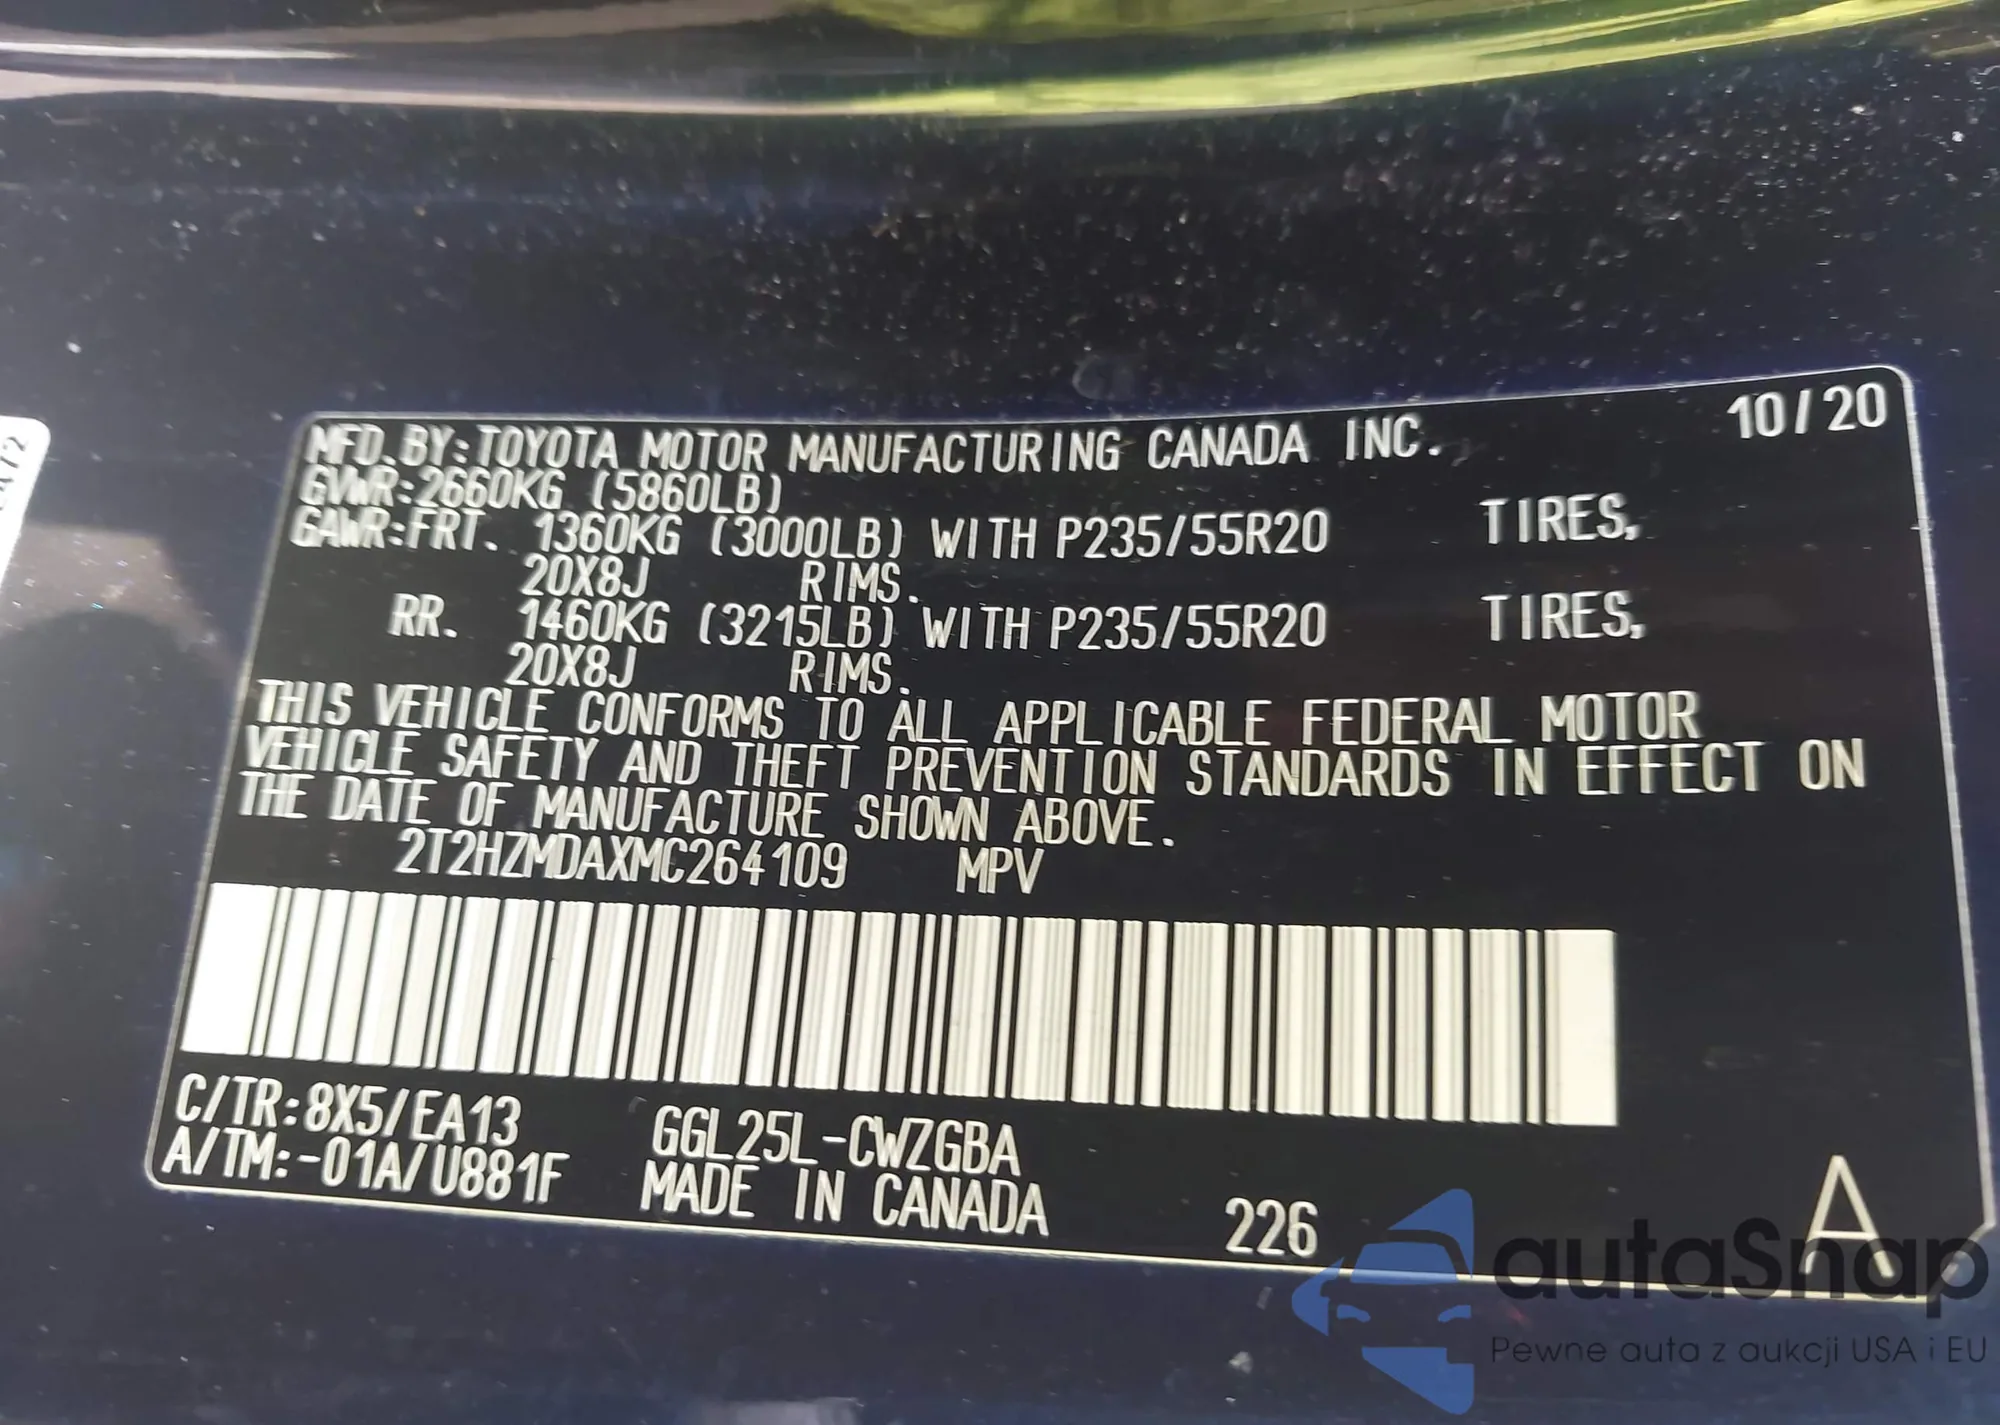 MFD.BY:TOYOTA MOTOR MANUFACTURING CANADA INC. 10/20
GVWR:2660KG (5860LB)
GAWR:FRT. 1360KG (3000LB) WITH P235/55R20 TIRES,
20X8J RIMS.
RR. 1460KG (3215LB) WITH P235/55R20 TIRES,
20X8J RIMS.
THIS VEHICLE CONFORMS TO ALL APPLICABLE FEDERAL MOTOR
VEHICLE SAFETY AND THEFT PREVENTION STANDARDS IN EFFECT ON
THE DATE OF MANUFACTURE SHOWN ABOVE.
2T2HZMDAXMC264109 MPV
C/TR:8X5/EA13 GGL25L-CWZGBA
A/TM:-01A/U881F MADE IN CANADA 226 A
autaSnap
Pewne auta z aukcji USA i EU